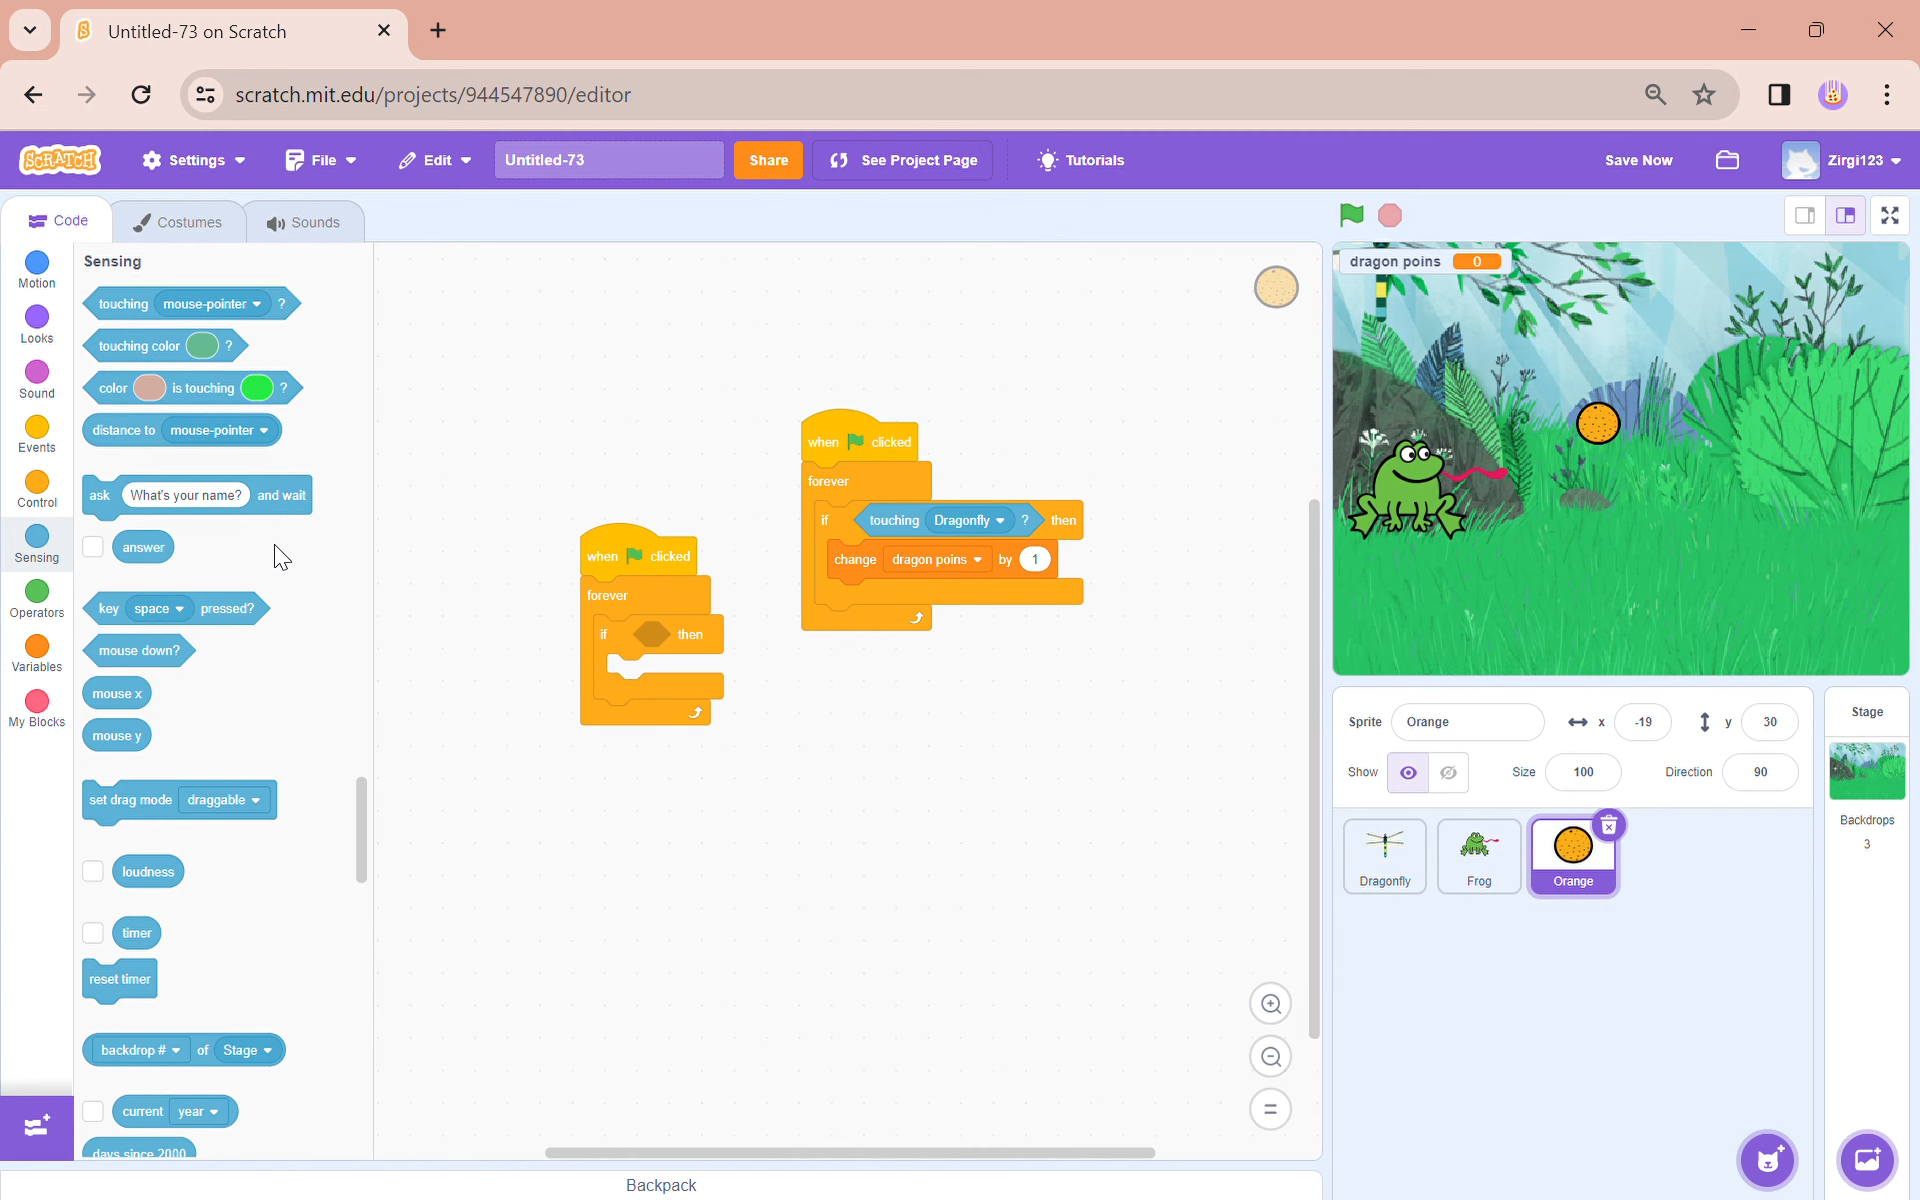 Untitled-73 on Scratch
scratch.mit.edu/projects/944547890/editor
SCRATCH
Settings
File
Edit
Untitled-73
Share
See Project Page
Tutorials
Save Now
Zirgi123
Code
Costumes
Sounds
Motion
Looks
Sound
Events
Control
Sensing
Operators
Variables
My Blocks
Sensing
touching mouse-pointer ?
touching color ?
color is touching ?
distance to mouse-pointer
ask What's your name? and wait
answer
key space pressed?
mouse down?
mouse x
mouse y
set drag mode draggable
loudness
timer
reset timer
backdrop # of Stage
current year
days since 2000
when clicked
forever
if then
when clicked
forever
if touching Dragonfly ? then
change dragon poins by 1
dragon poins 0
Sprite Orange x -19 y 30
Show Size 100 Direction 90
Dragonfly
Frog
Orange
Stage
Backdrops
3
Backpack